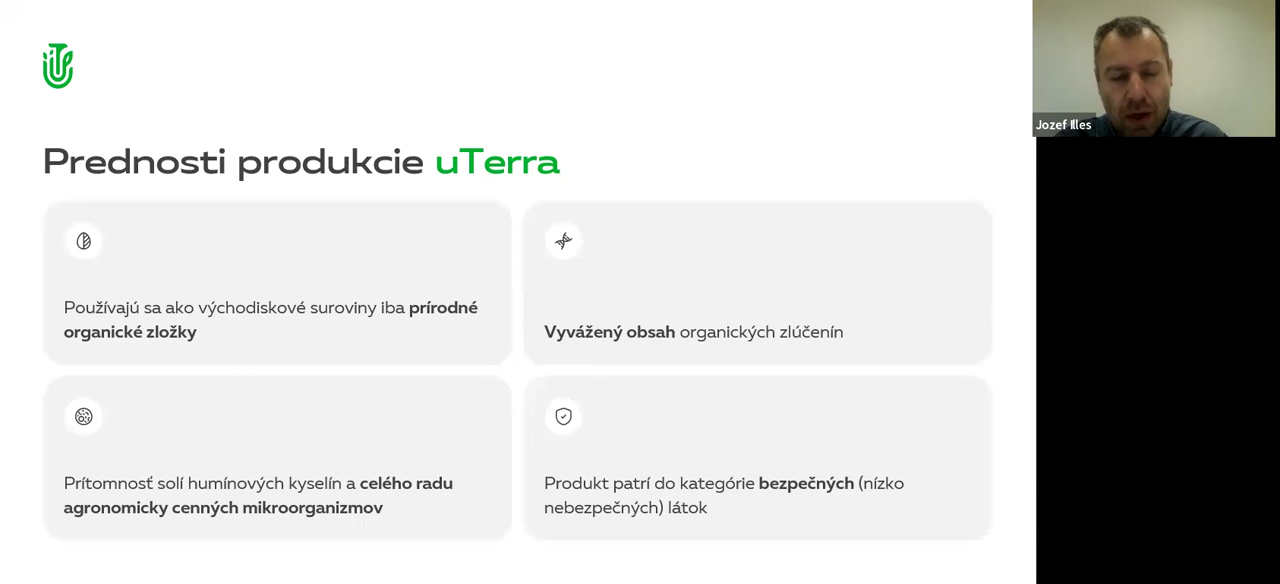 Prednosti produkcie uTerra
Používajú sa ako východiskové suroviny iba prírodné
organické zložky
Vyvážený obsah organických zlúčenín
Prítomnosť solí humínových kyselín a celého radu
agronomicky cenných mikroorganizmov
Produkt patrí do kategórie bezpečných (nízko
nebezpečných) látok
Jozef Illes